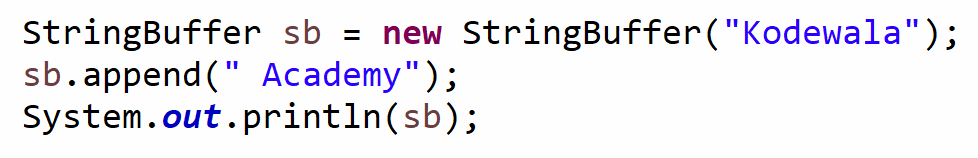 StringBuffer sb = new StringBuffer("Kodewala");
sb.append(" Academy");
System.out.println(sb);